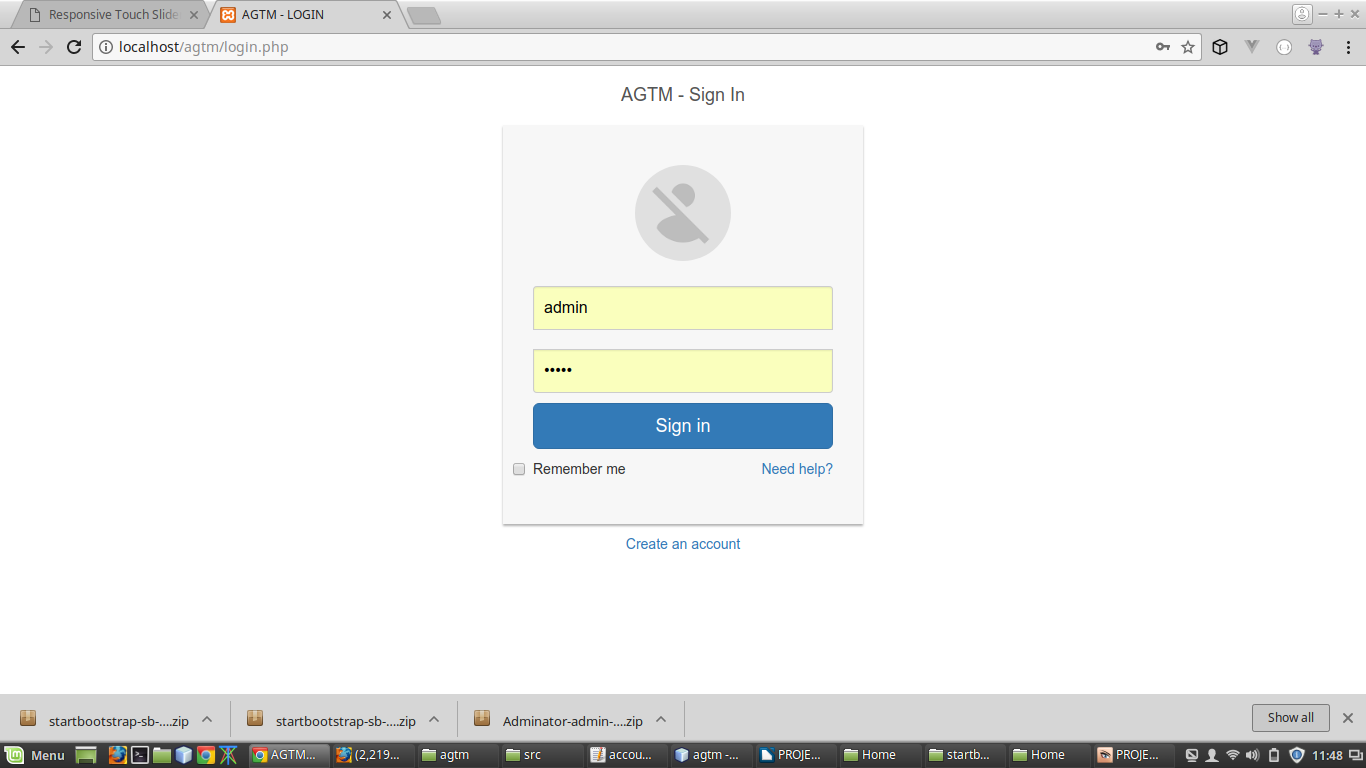 Responsive Touch Slide
AGTM - LOGIN
localhost/agtm/login.php
AGTM - Sign In
admin
•••••
Sign in
Remember me
Need help?
Create an account
startbootstrap-sb-....zip
startbootstrap-sb-....zip
Adminator-admin-....zip
Show all
Menu
AGTM...
(2,219...
agtm
src
accou...
agtm -...
PROJE...
Home
startb...
Home
PROJE...
11:48